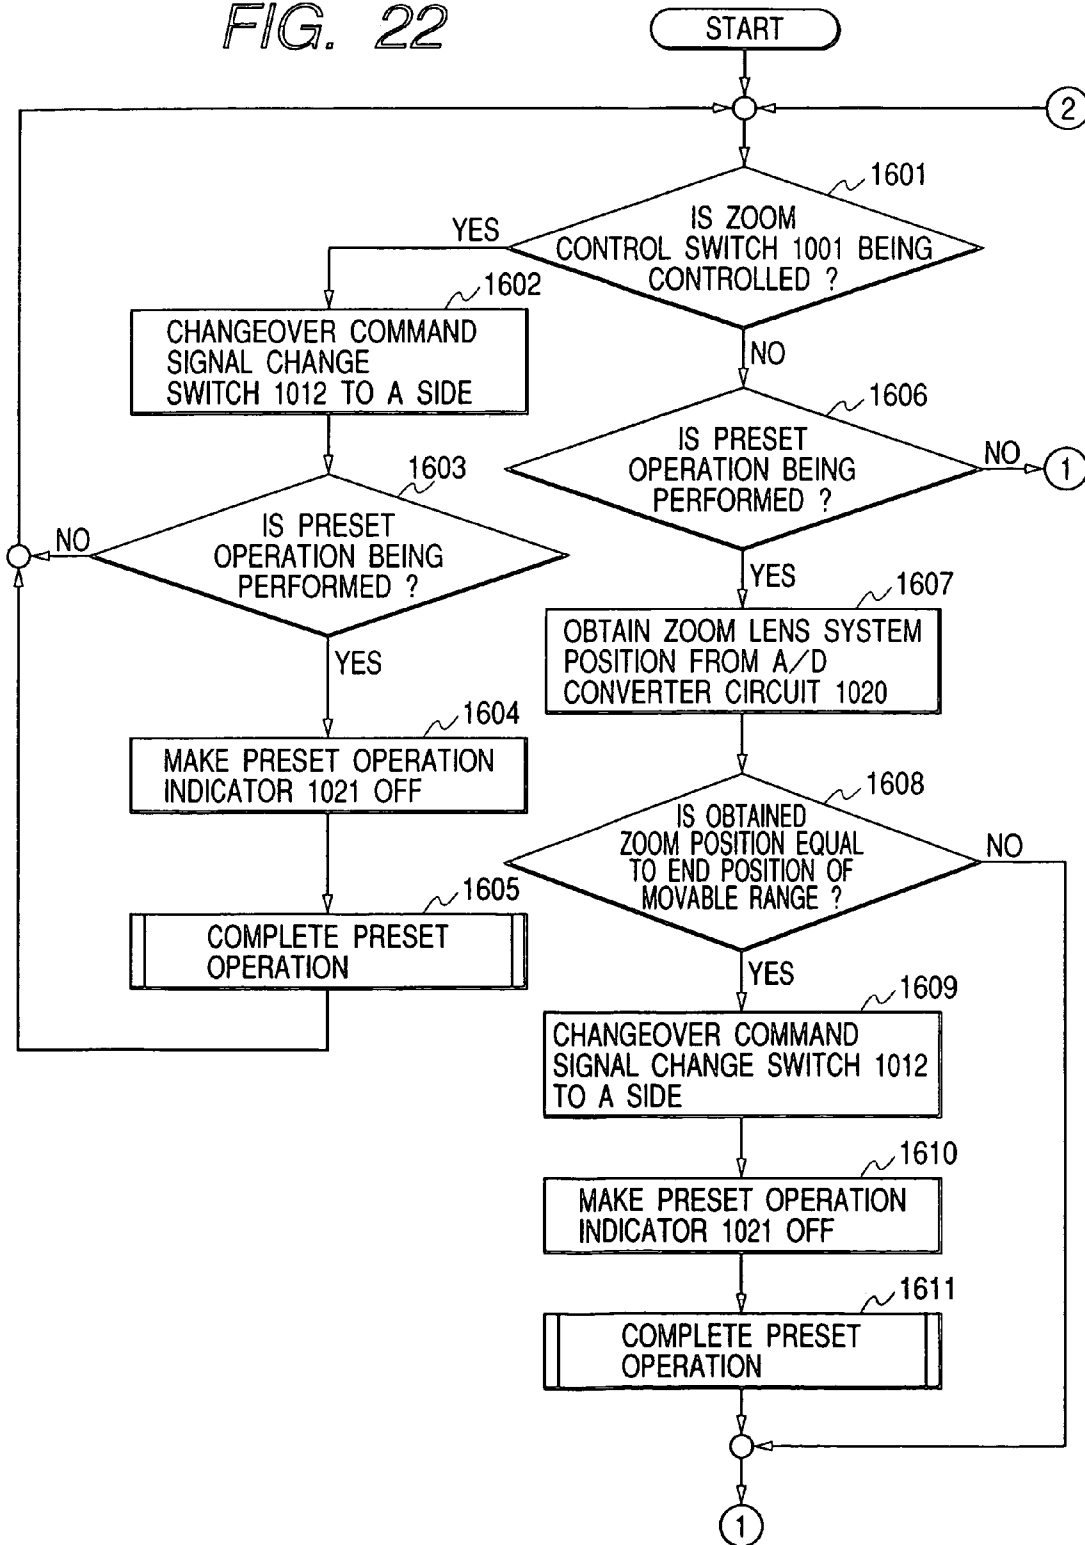 FIG. 22
START
2
1601
IS ZOOM
CONTROL SWITCH 1001 BEING
CONTROLLED ?
YES
NO
1602
CHANGEOVER COMMAND
SIGNAL CHANGE
SWITCH 1012 TO A SIDE
1603
IS PRESET
OPERATION BEING
PERFORMED ?
NO
YES
1604
MAKE PRESET OPERATION
INDICATOR 1021 OFF
1605
COMPLETE PRESET
OPERATION
1606
IS PRESET
OPERATION BEING
PERFORMED ?
NO
1
YES
1607
OBTAIN ZOOM LENS SYSTEM
POSITION FROM A/D
CONVERTER CIRCUIT 1020
1608
IS OBTAINED
ZOOM POSITION EQUAL
TO END POSITION OF
MOVABLE RANGE ?
NO
YES
1609
CHANGEOVER COMMAND
SIGNAL CHANGE SWITCH 1012
TO A SIDE
1610
MAKE PRESET OPERATION
INDICATOR 1021 OFF
1611
COMPLETE PRESET
OPERATION
1